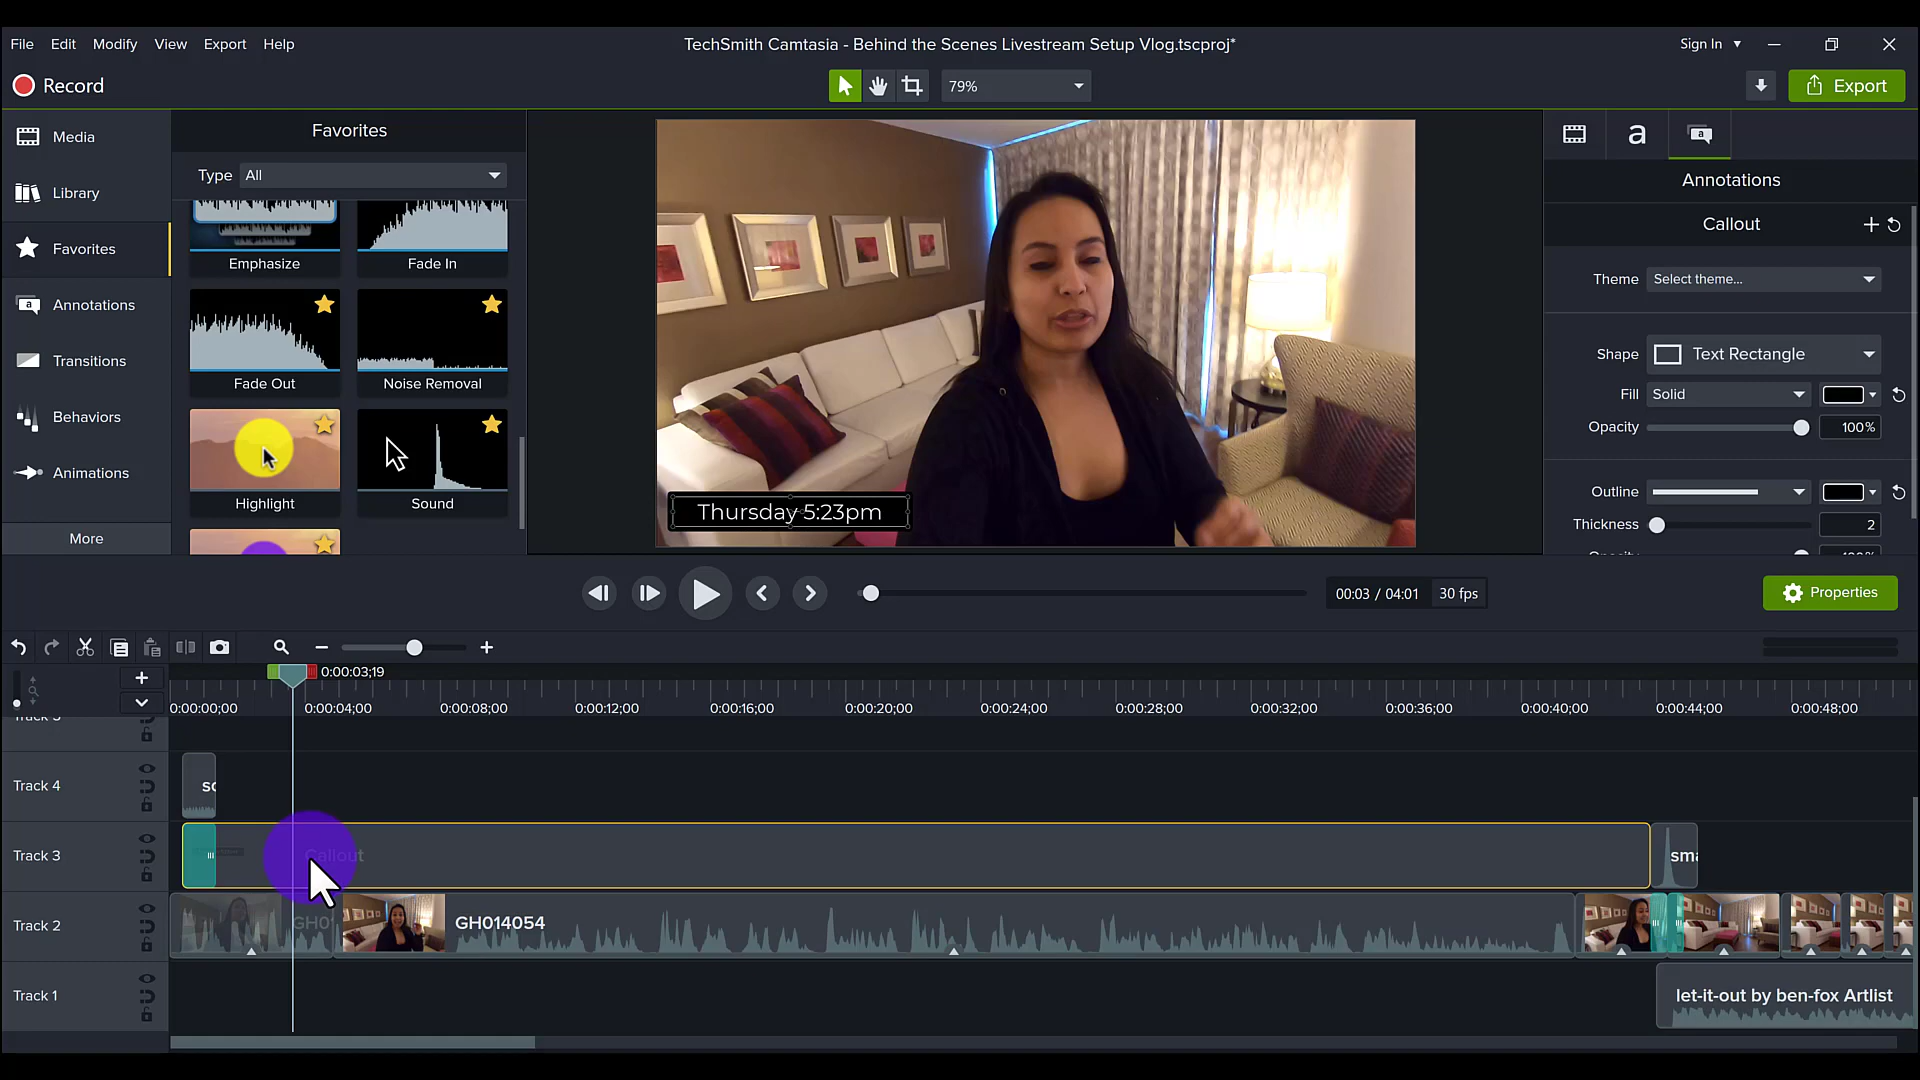 File Edit Modify View Export Help
TechSmith Camtasia - Behind the Scenes Livestream Setup Vlog.tscproj*
Sign In
Record
79%
Export
Media
Library
Favorites
Annotations
Transitions
Behaviors
Animations
More
Favorites
Type All
Emphasize Fade In
Fade Out Noise Removal
Highlight Sound
Thursday 5:23pm
a
Annotations
Callout
Theme Select theme...
Shape Text Rectangle
Fill Solid
Opacity 100%
Outline
Thickness 2
Opacity 100%
00:03 / 04:01 30 fps
Properties
0:00:03;19
0:00:00;00 0:00:04;00 0:00:08;00 0:00:12;00 0:00:16;00 0:00:20;00 0:00:24;00 0:00:28;00 0:00:32;00 0:00:36;00 0:00:40;00 0:00:44;00 0:00:48;00
Track 5
Track 4
sc
Track 3
Callout
sma
Track 2
GH01
GH014054
Track 1
let-it-out by ben-fox Artlist